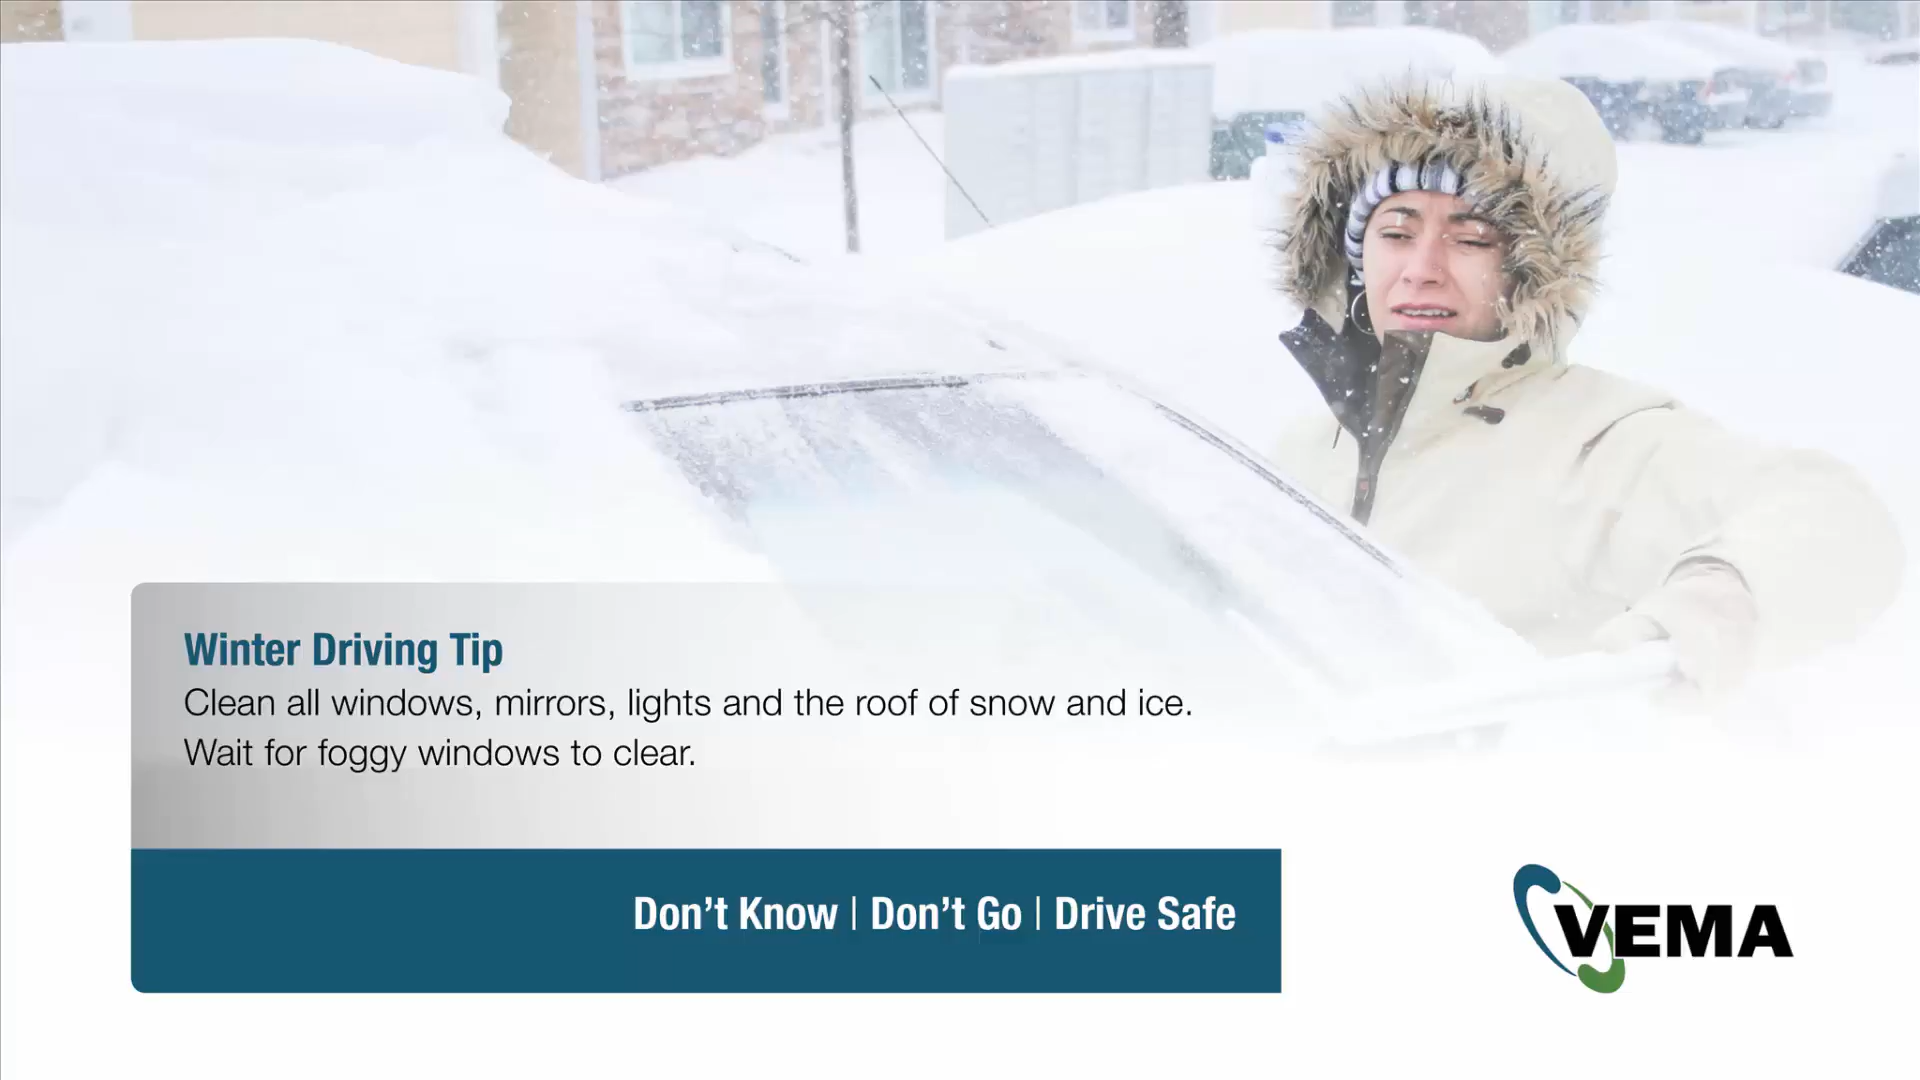 Winter Driving Tip
Clean all windows, mirrors, lights and the roof of snow and ice.
Wait for foggy windows to clear.
Don't Know | Don't Go | Drive Safe
VEMA